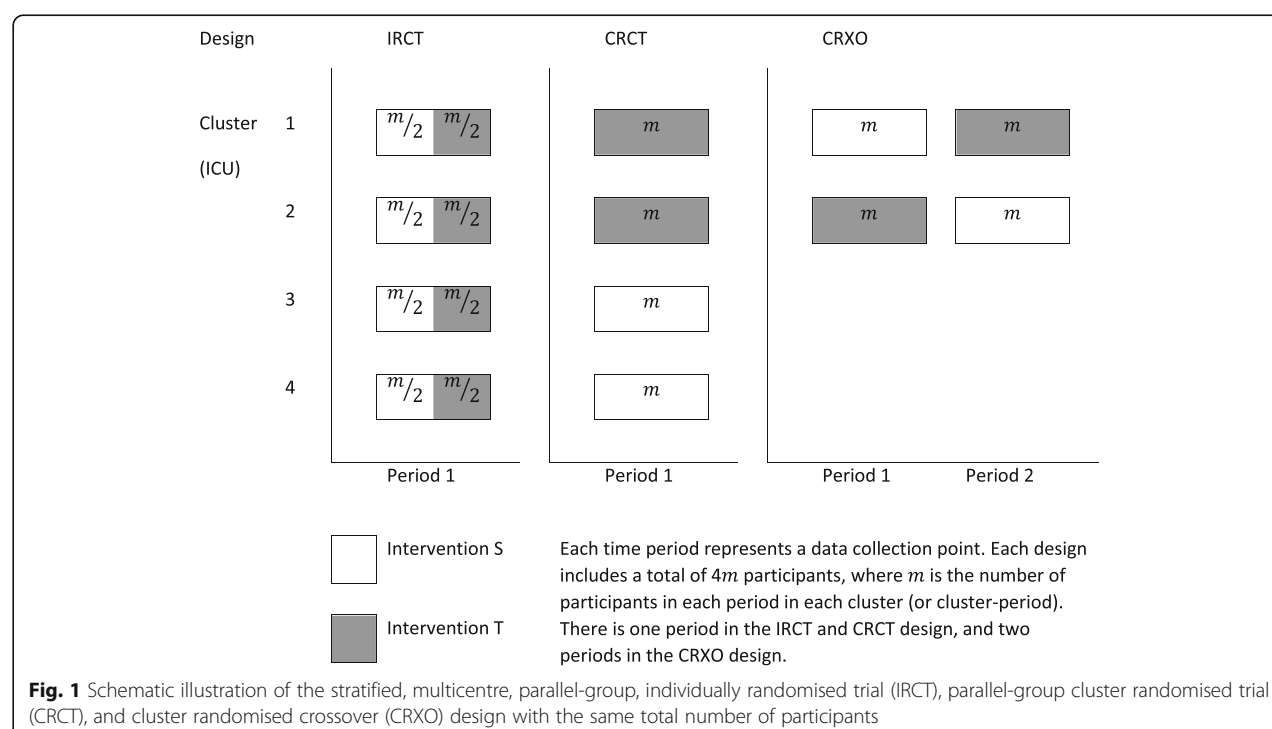 Design IRCT CRCT CRXO
Cluster 1 m/2 m/2 m m m
(ICU)
2 m/2 m/2 m m m
3 m/2 m/2 m
4 m/2 m/2 m
Period 1 Period 1 Period 1 Period 2
Intervention S
Intervention T
Each time period represents a data collection point. Each design
includes a total of 4m participants, where m is the number of
participants in each period in each cluster (or cluster-period).
There is one period in the IRCT and CRCT design, and two
periods in the CRXO design.
Fig. 1 Schematic illustration of the stratified, multicentre, parallel-group, individually randomised trial (IRCT), parallel-group cluster randomised trial
(CRCT), and cluster randomised crossover (CRXO) design with the same total number of participants